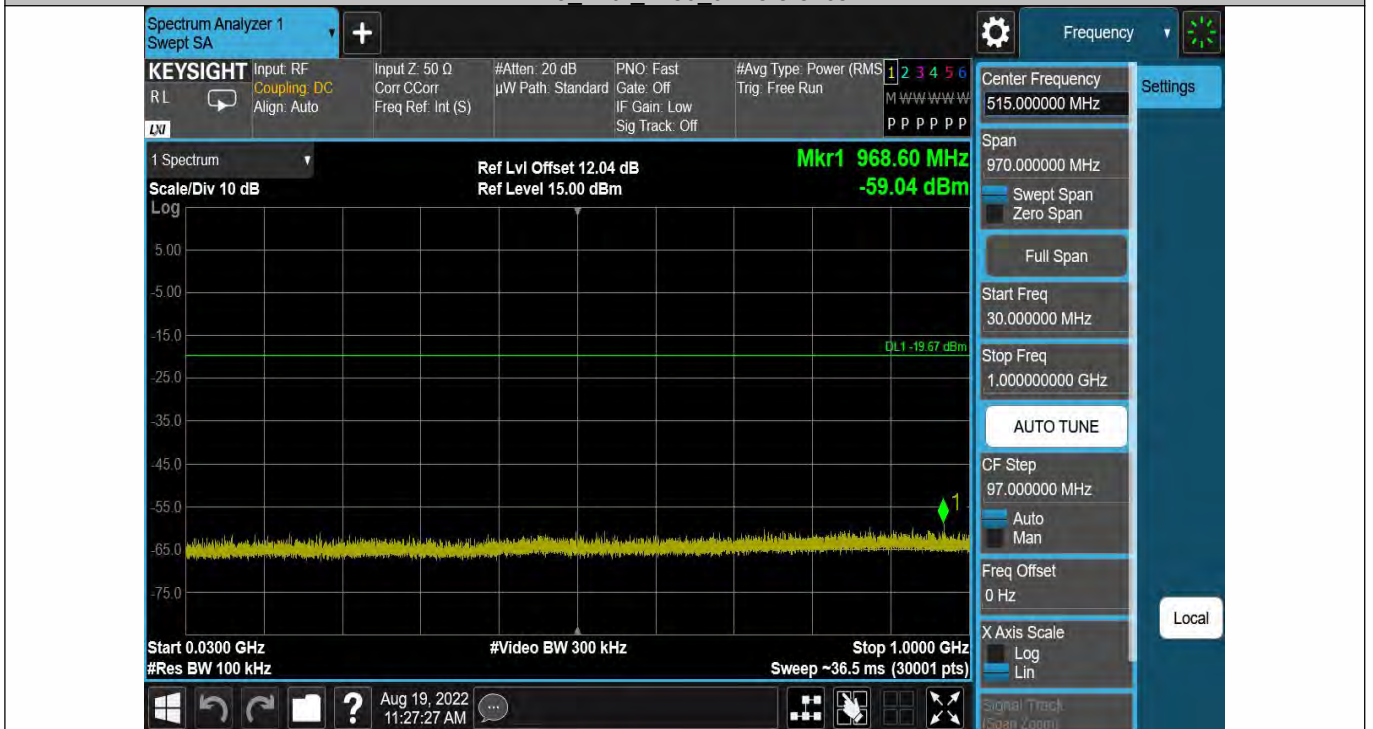 Spectrum Analyzer 1
Swept SA
+
Frequency
KEYSIGHT
RL
LXI
Input: RF
Coupling: DC
Align: Auto
Input Z: 50 Ω
Corr CCorr
Freq Ref: Int (S)
#Atten: 20 dB
µW Path: Standard
PNO: Fast
Gate: Off
IF Gain: Low
Sig Track: Off
#Avg Type: Power (RMS
Trig: Free Run
1 2 3 4 5 6
M W W W W W
P P P P P P
Center Frequency
515.000000 MHz
Settings
1 Spectrum
Scale/Div 10 dB
Ref Lvl Offset 12.04 dB
Ref Level 15.00 dBm
Mkr1 968.60 MHz
-59.04 dBm
Span
970.000000 MHz
Swept Span
Zero Span
Full Span
Start Freq
30.000000 MHz
Stop Freq
1.000000000 GHz
AUTO TUNE
CF Step
97.000000 MHz
Auto
Man
Freq Offset
0 Hz
X Axis Scale
Log
Lin
Signal Track
(Span Zoom)
Local
Log
5.00
-5.00
-15.0
DL1 -19.67 dBm
-25.0
-35.0
-45.0
-55.0
1
-65.0
-75.0
Start 0.0300 GHz
#Video BW 300 kHz
Stop 1.0000 GHz
#Res BW 100 kHz
Sweep ~36.5 ms (30001 pts)
?
Aug 19, 2022
11:27:27 AM